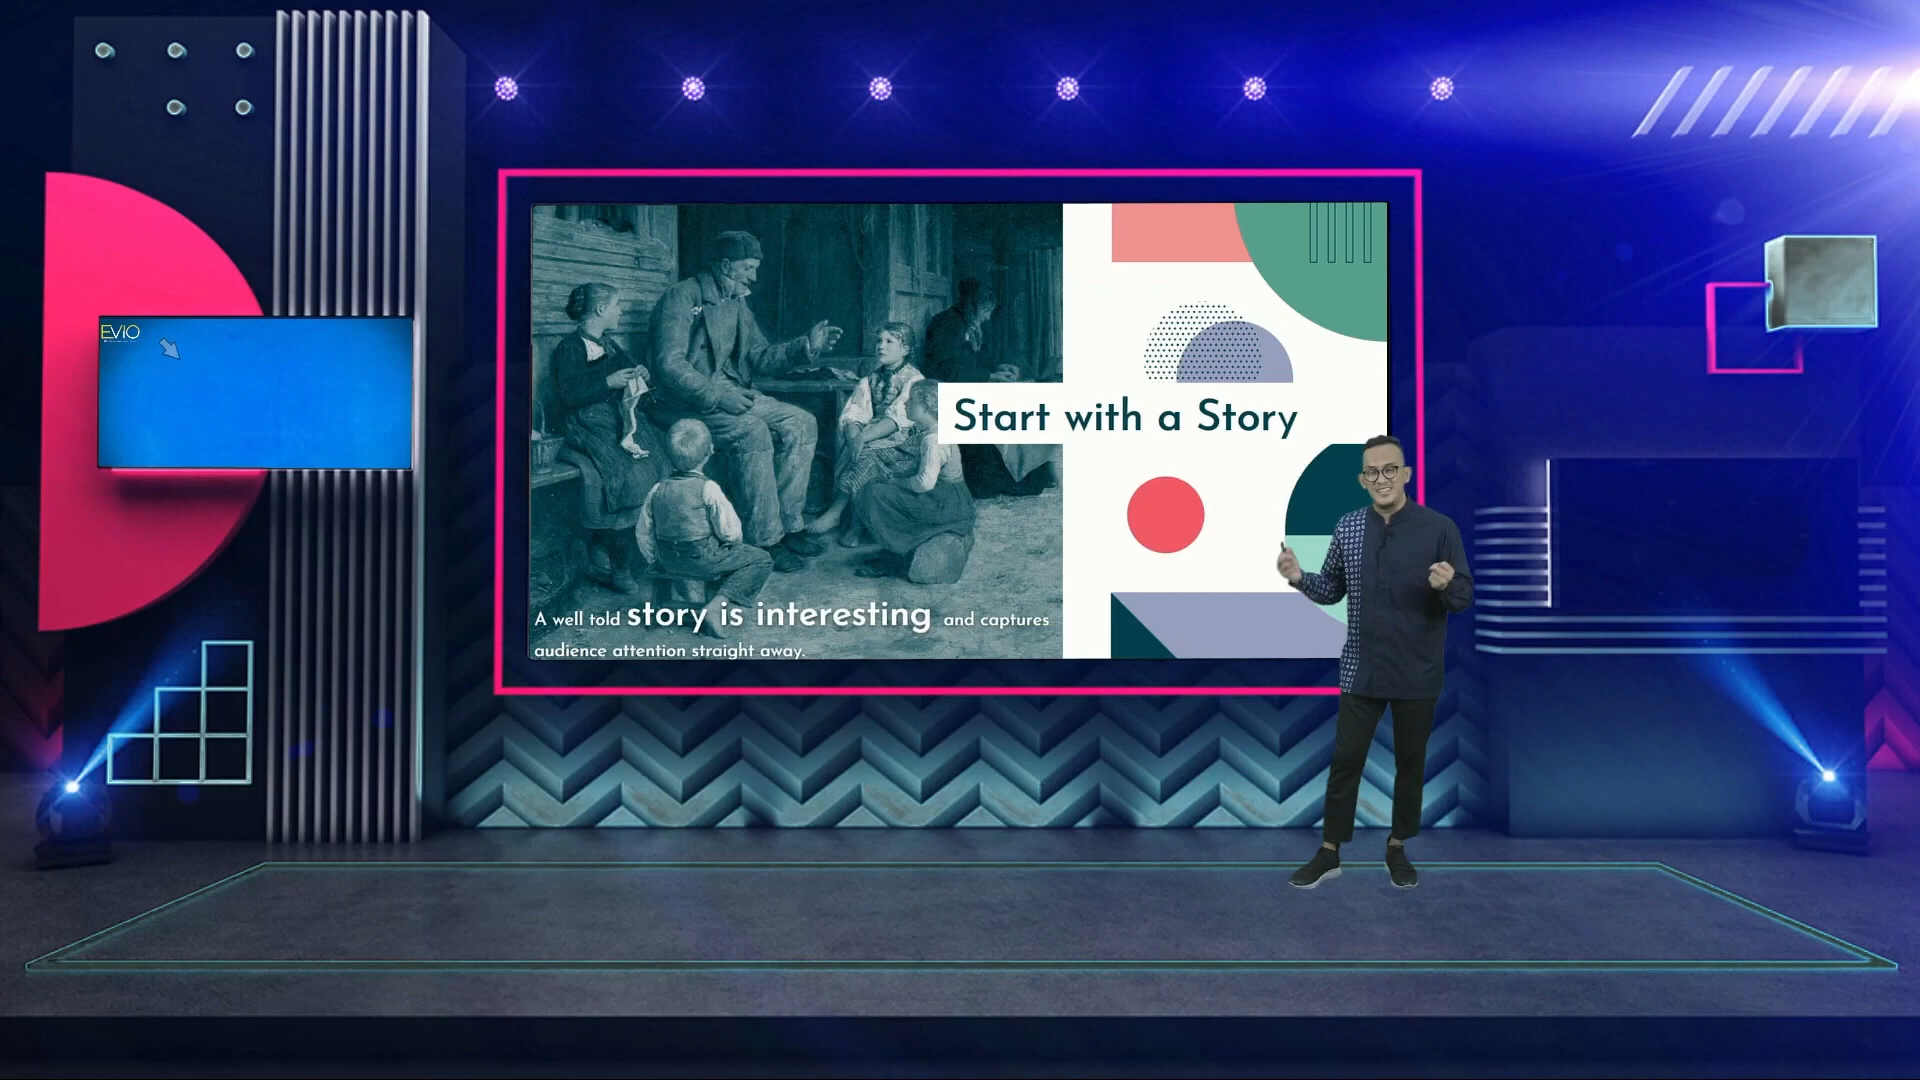 EVIO
Start with a Story
A well told story is interesting and captures
audience attention straight away.